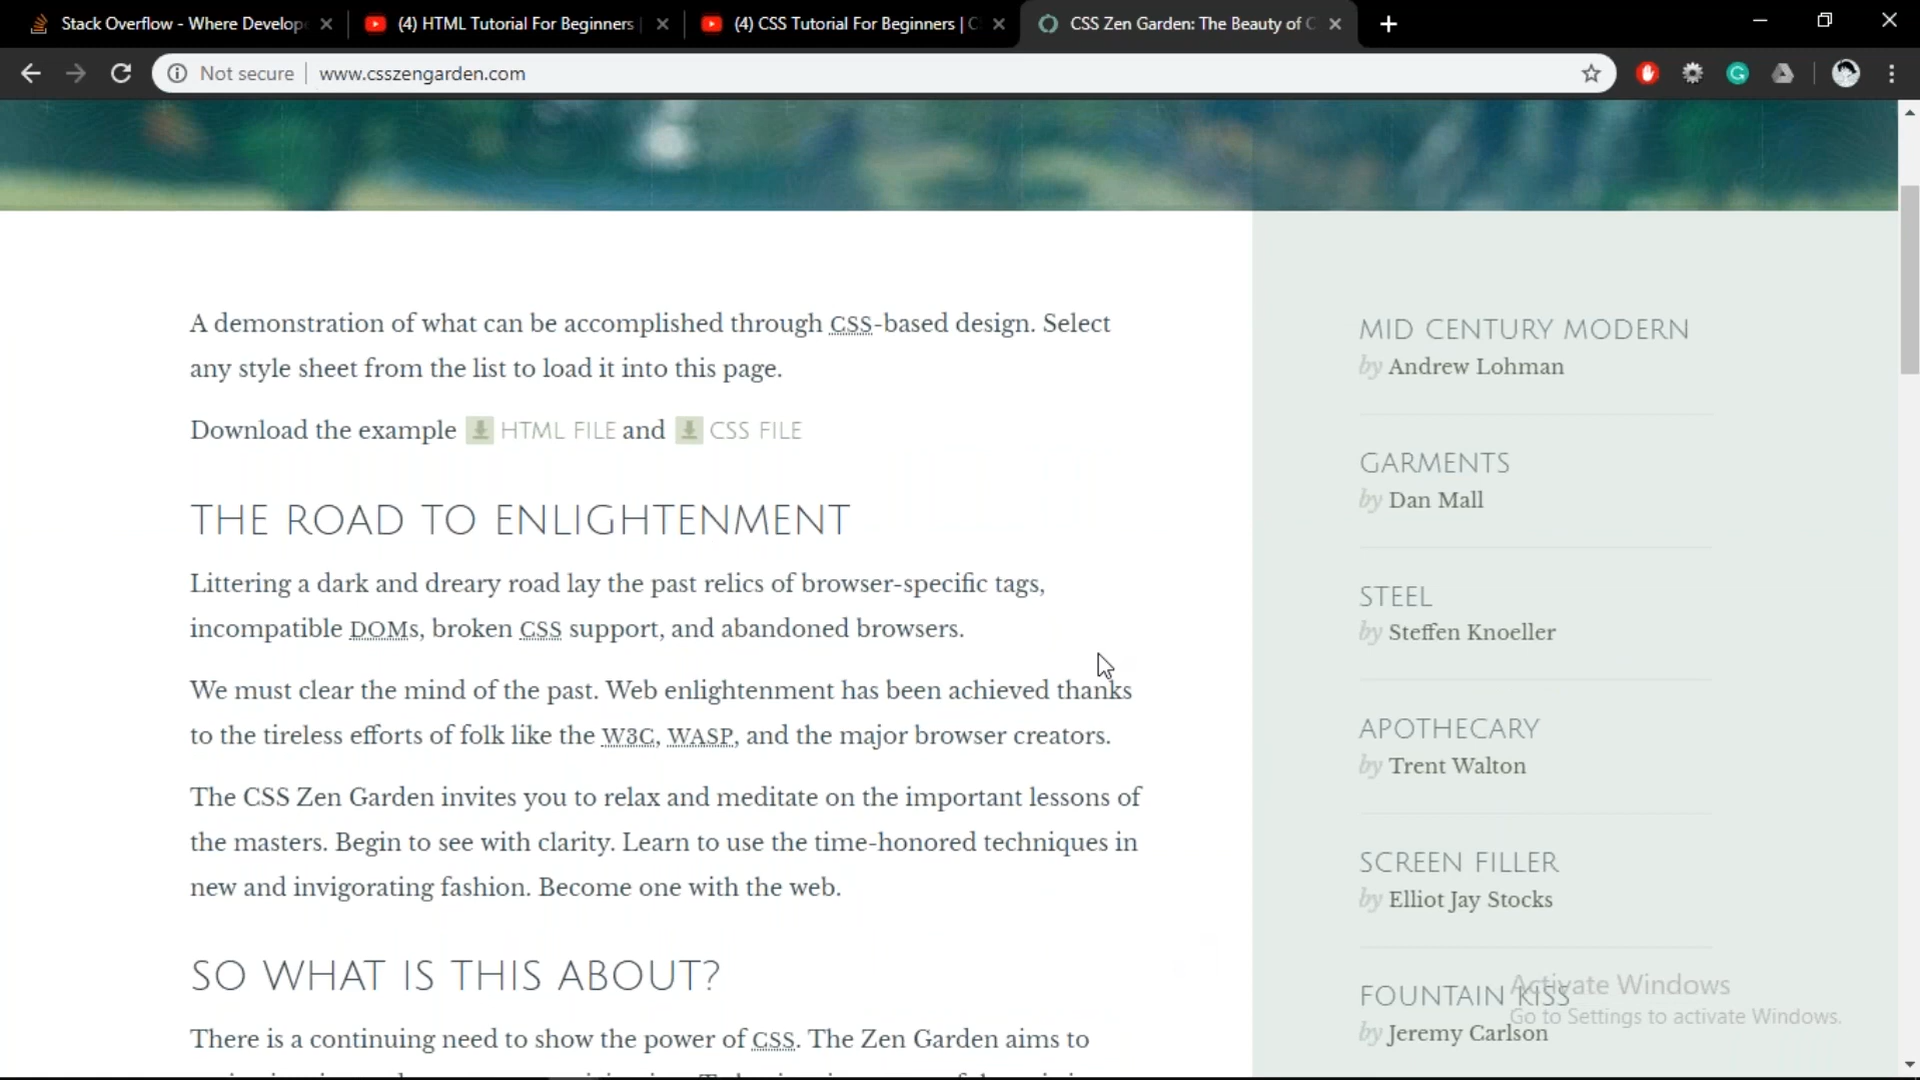 Stack Overflow - Where Develop
(4) HTML Tutorial For Beginners
(4) CSS Tutorial For Beginners | C
CSS Zen Garden: The Beauty of C
Not secure
www.csszengarden.com
A demonstration of what can be accomplished through CSS-based design. Select
any style sheet from the list to load it into this page.
Download the example HTML FILE and CSS FILE
THE ROAD TO ENLIGHTENMENT
Littering a dark and dreary road lay the past relics of browser-specific tags,
incompatible DOMs, broken CSS support, and abandoned browsers.
We must clear the mind of the past. Web enlightenment has been achieved thanks
to the tireless efforts of folk like the W3C, WASP, and the major browser creators.
The CSS Zen Garden invites you to relax and meditate on the important lessons of
the masters. Begin to see with clarity. Learn to use the time-honored techniques in
new and invigorating fashion. Become one with the web.
SO WHAT IS THIS ABOUT?
There is a continuing need to show the power of CSS. The Zen Garden aims to
MID CENTURY MODERN
by Andrew Lohman
GARMENTS
by Dan Mall
STEEL
by Steffen Knoeller
APOTHECARY
by Trent Walton
SCREEN FILLER
by Elliot Jay Stocks
FOUNTAIN KISS
by Jeremy Carlson
Activate Windows
Go to Settings to activate Windows.